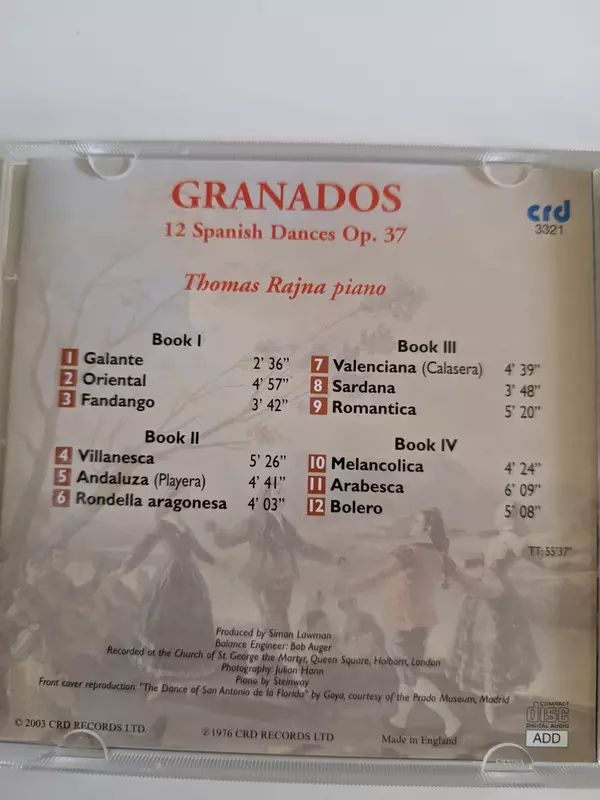 GRANADOS
12 Spanish Dances Op. 37
crd
3321
Thomas Rajna piano
Book I
1 Galante 2' 36"
2 Oriental 4' 57"
3 Fandango 3' 42"
Book II
4 Villanesca 5' 26"
5 Andaluza (Playera) 4' 41"
6 Rondella aragonesa 4' 03"
Book III
7 Valenciana (Calasera) 4' 39"
8 Sardana 3' 48"
9 Romantica 5' 20"
Book IV
10 Melancolica 4' 24"
11 Arabesca 6' 09"
12 Bolero 5' 08"
TT: 55'37"
Produced by Simon Lawman
Balance Engineer: Bob Auger
Recorded at the Church of St. George the Martyr, Queen Square, Holborn, London
Photography: Julian Hann
Piano by Steinway
Front cover reproduction: "The Dance of San Antonio de la Florida" by Goya, courtesy of the Prado Museum, Madrid
© 2003 CRD RECORDS LTD.
℗ 1976 CRD RECORDS LTD
Made in England
COMPACT
disc
DIGITAL AUDIO
ADD